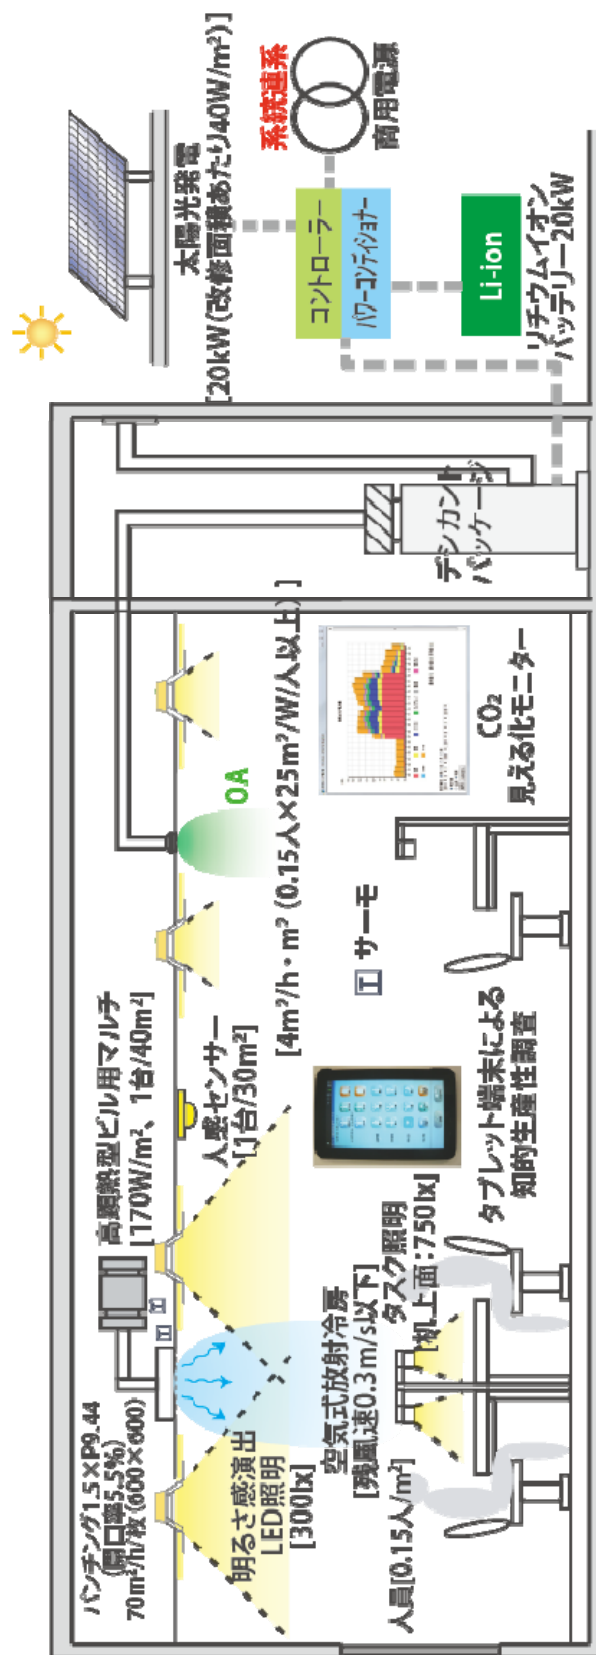 パンチング1.5×P9.44
(開口率5.5%)
70m²/h/枚(600×600)
高顕熱型ビル用マルチ
[170W/m²、1台/40m²]
人感センサー
[1台/30m²]
明るさ感演出
LED照明
[300lx]
空気式放射冷房
[残風速0.3m/s以下]
タスク照明
[机上面:750lx]
人員[0.15人/m²]
タブレット端末による
知的生産性調査
OA
[4m²/h・m² (0.15人×25m²/W/人以上)]
T サーモ
CO₂
見える化モニター
デシカント
パッケージ
太陽光発電
[20kW(改修面積あたり40W/m²)]
系統連系
商用電源
コントローラー
パワーコンディショナー
Li-ion
リチウムイオン
バッテリー20kW